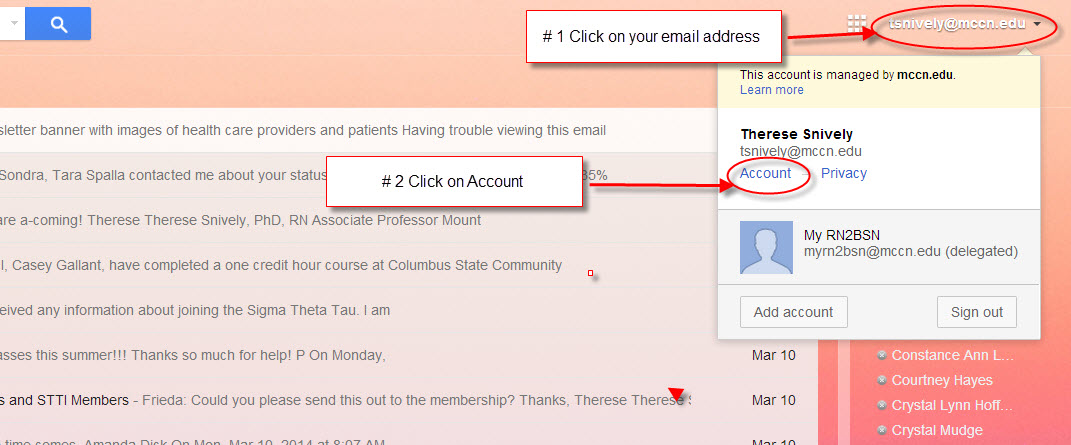 # 1 Click on your email address
tsnively@mccn.edu
This account is managed by mccn.edu.
Learn more
sletter banner with images of health care providers and patients Having trouble viewing this email
Therese Snively
tsnively@mccn.edu
Sondra, Tara Spalla contacted me about your status
35%
# 2 Click on Account
Account – Privacy
are a-coming! Therese Therese Snively, PhD, RN Associate Professor Mount
My RN2BSN
myrn2bsn@mccn.edu (delegated)
l, Casey Gallant, have completed a one credit hour course at Columbus State Community
eived any information about joining the Sigma Theta Tau. I am
Add account
Sign out
asses this summer!!! Thanks so much for help! P On Monday,
Mar 10
Constance Ann L...
Courtney Hayes
s and STTI Members - Frieda: Could you please send this out to the membership? Thanks, Therese Therese S
Mar 10
Crystal Lynn Hoff...
Crystal Mudge
time comes. Amanda Disk On Mon, Mar 10, 2014 at 8:07 AM
Mar 10